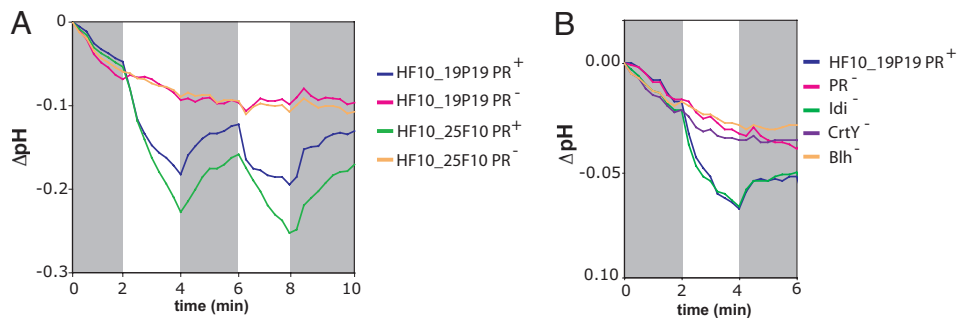 A
ΔpH
0
-0.1
-0.2
-0.3
0
2
4
6
8
10
time (min)
HF10_19P19 PR+
HF10_19P19 PR-
HF10_25F10 PR+
HF10_25F10 PR-
B
ΔpH
0.00
-0.05
0.10
0
2
4
6
time (min)
HF10_19P19 PR+
PR-
Idi-
CrtY-
Blh-